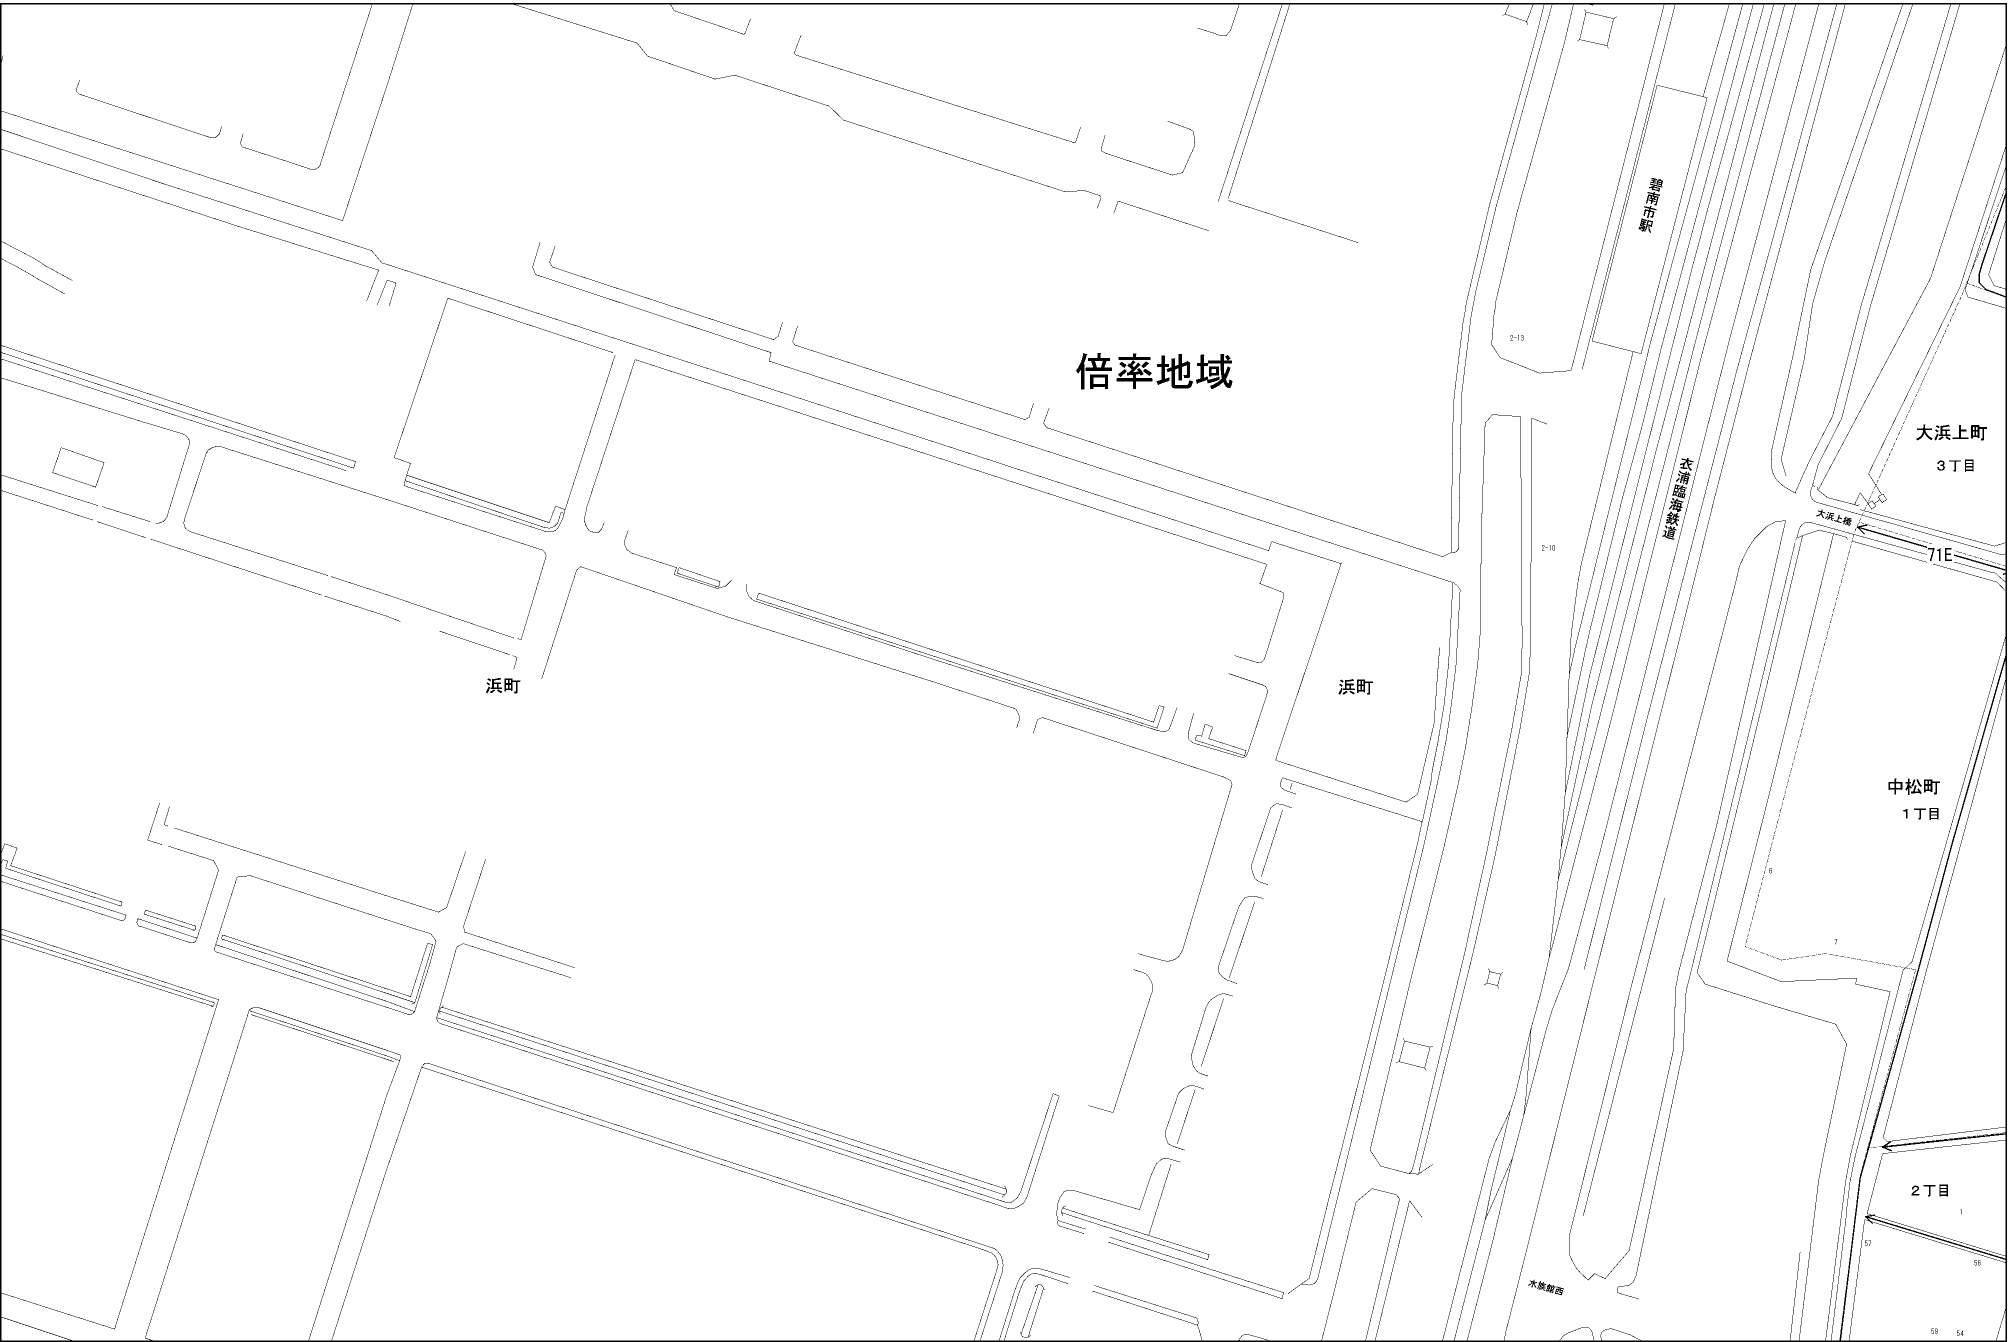 碧南市駅
2-13
倍率地域
大浜上町
3丁目
衣浦臨海鉄道
大浜上橋
2-10
71E
浜町
浜町
中松町
1丁目
6
7
2丁目
1
57
56
水族館西
59
54